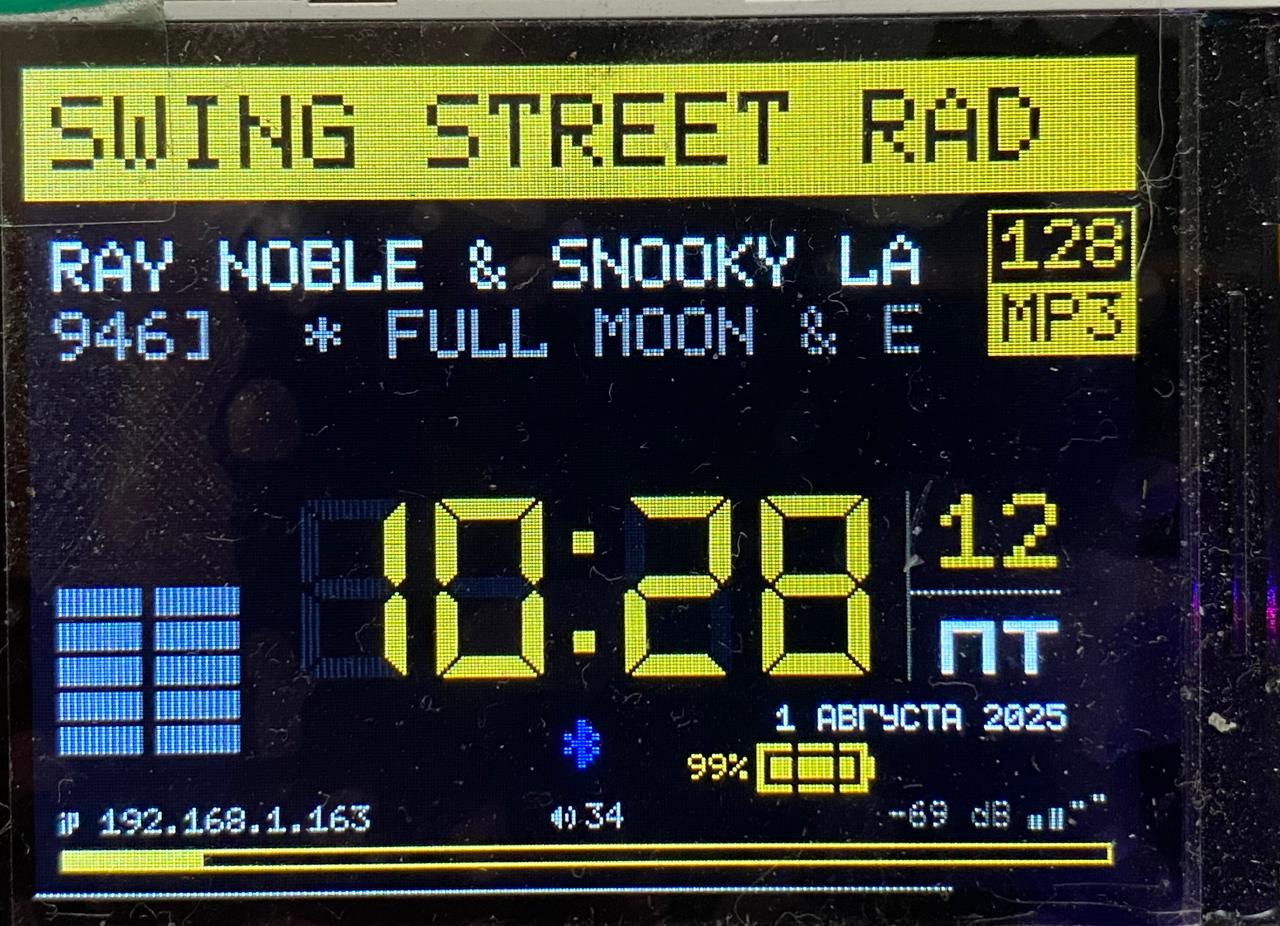 SWING STREET RAD
RAY NOBLE & SNOOKY LA
128
946] * FULL MOON & E
MP3
10:28
12
ПТ
1 АВГУСТА 2025
99%
IP 192.168.1.163
34
-69 dB